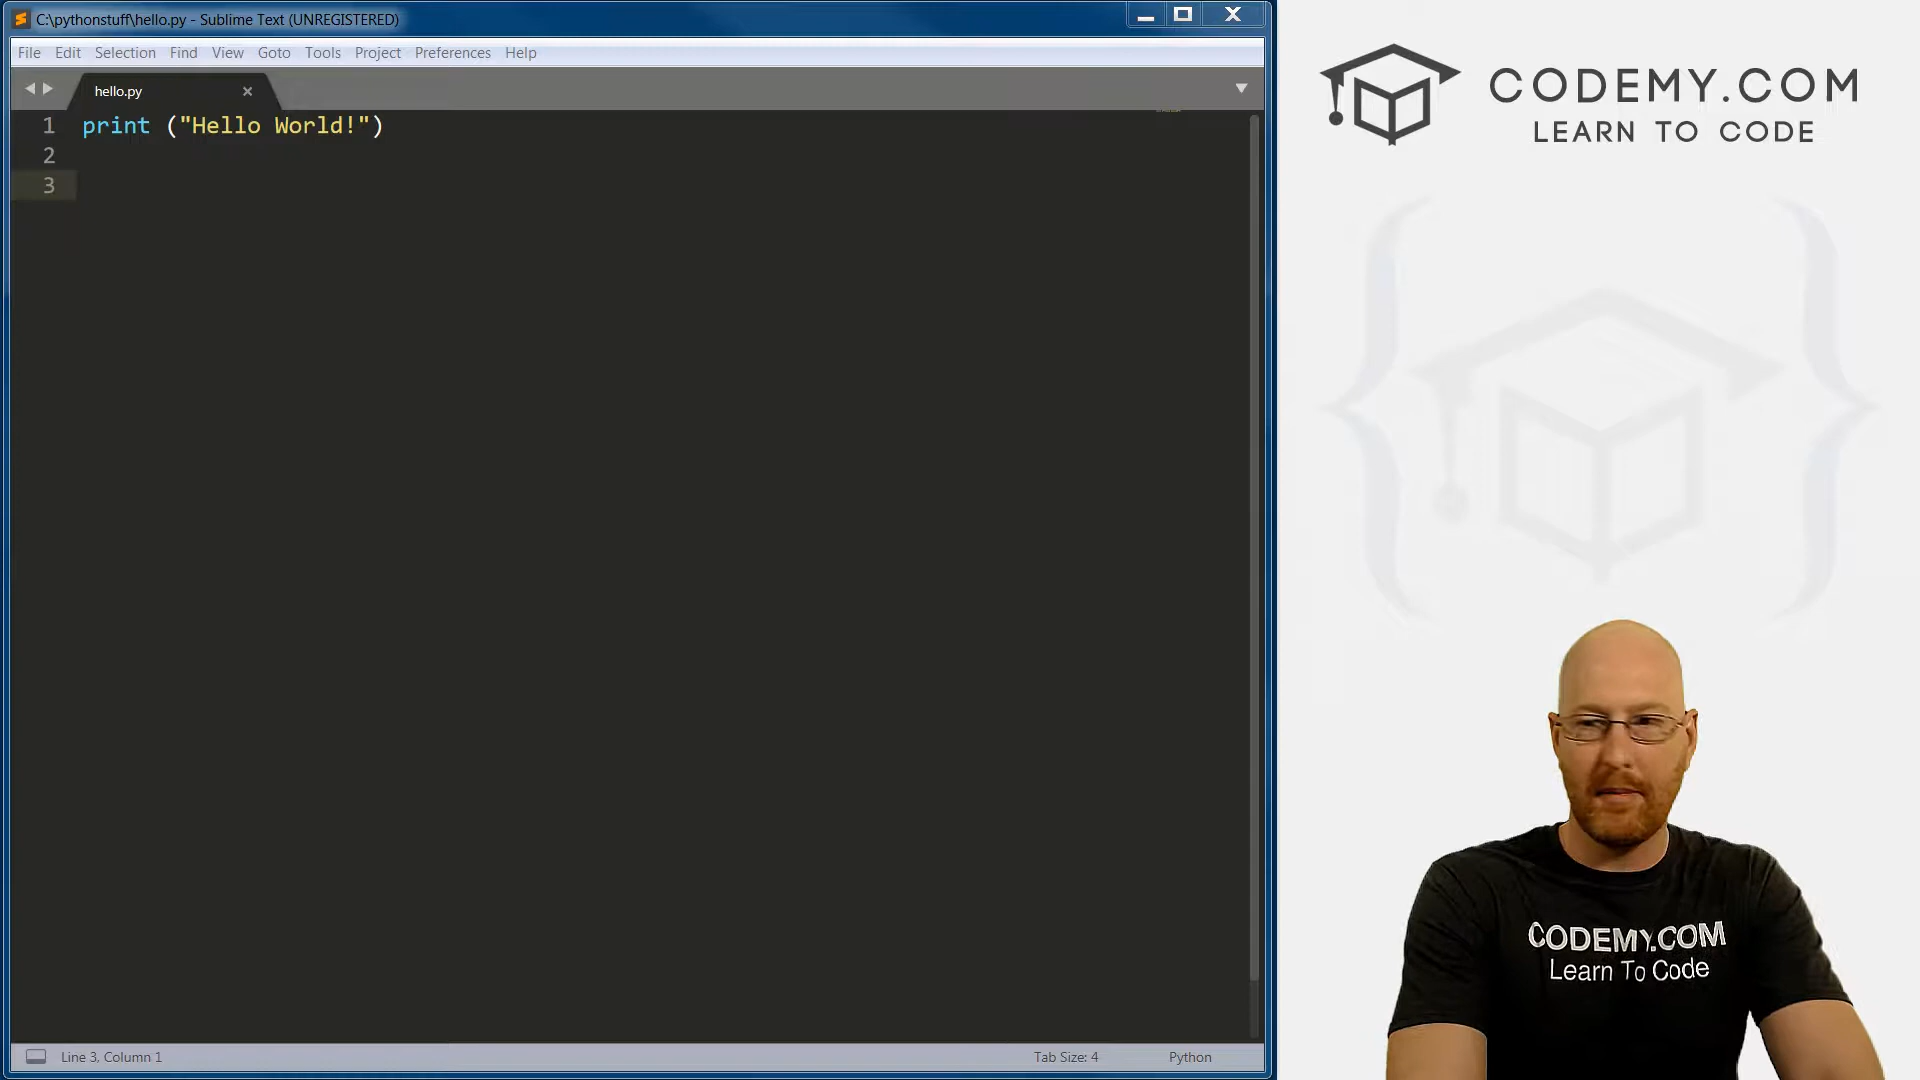 C:\pythonstuff\hello.py - Sublime Text (UNREGISTERED)
File Edit Selection Find View Goto Tools Project Preferences Help
hello.py
1 print ("Hello World!")
2
3
Line 3, Column 1
Tab Size: 4
Python
CODEMY.COM
LEARN TO CODE
CODEMY.COM
Learn To Code